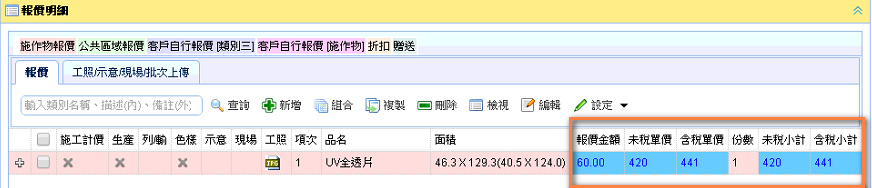 報價明細
施作物報價 公共區域報價 客戶自行報價 [類別三] 客戶自行報價 [施作物] 折扣 贈送
報價 工照/示意/現場/批次上傳
輸入類別名稱、描述(內)、備註(外) 查詢 新增 組合 複製 刪除 檢視 編輯 設定
施工計價 生產 列/輸 色樣 示意 現場 工照 項次 品名 面積 報價金額 未稅單價 含稅單價 份數 未稅小計 含稅小計
JPG 1 UV全透片 46.3 X 129.3(40.5 X 124.0) 60.00 420 441 1 420 441